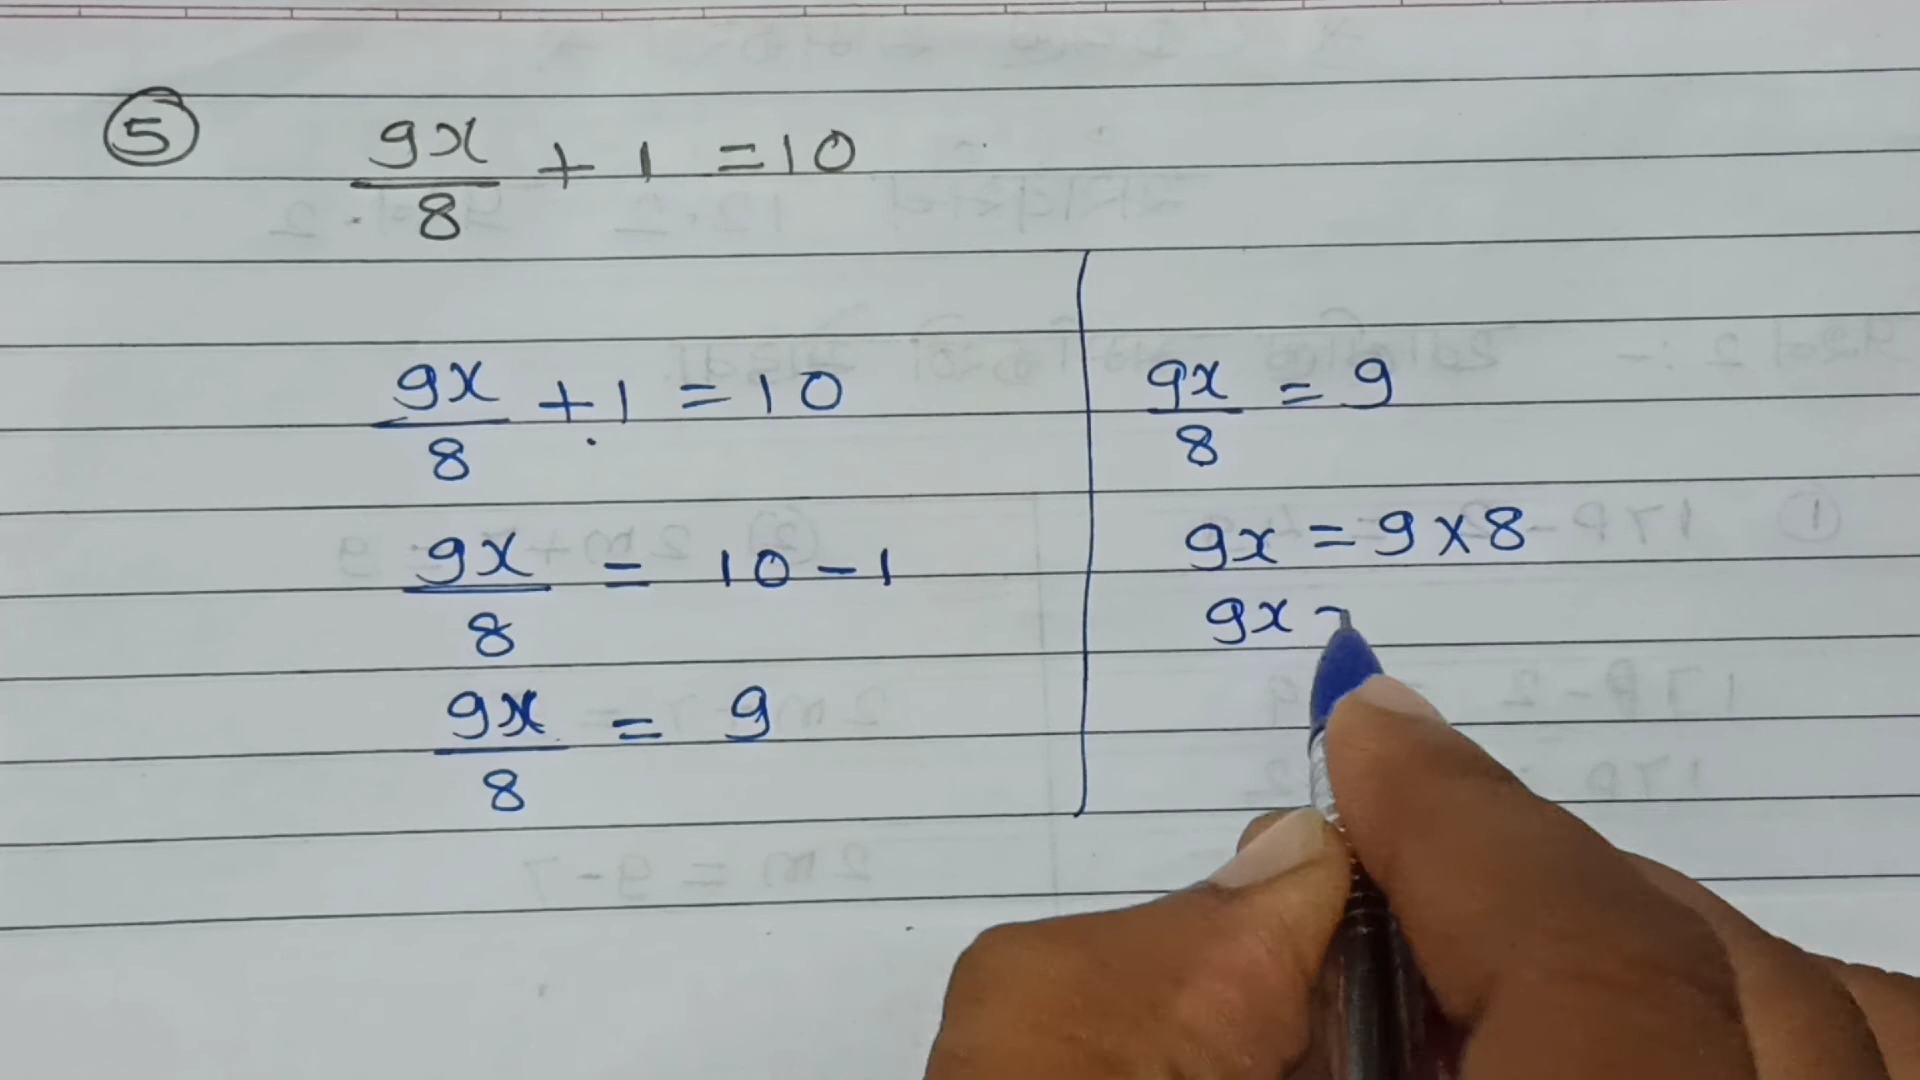 5 9x/8 + 1 = 10
9x/8 + 1 = 10
9x/8 = 10 - 1
9x/8 = 9
9x/8 = 9
9x = 9 × 8
9x